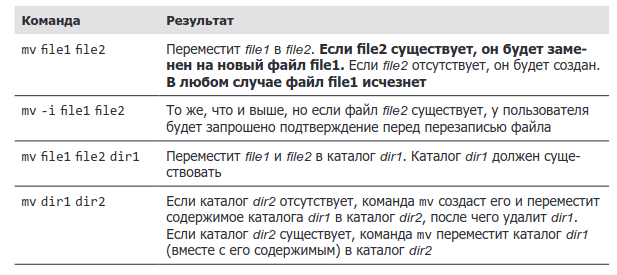 Команда Результат
mv file1 file2 Переместит file1 в file2. Если file2 существует, он будет заме-
нен на новый файл file1. Если file2 отсутствует, он будет создан.
В любом случае файл file1 исчезнет
mv -i file1 file2 То же, что и выше, но если файл file2 существует, у пользователя
будет запрошено подтверждение перед перезаписью файла
mv file1 file2 dir1 Переместит file1 и file2 в каталог dir1. Каталог dir1 должен суще-
ствовать
mv dir1 dir2 Если каталог dir2 отсутствует, команда mv создаст его и переместит
содержимое каталога dir1 в каталог dir2, после чего удалит dir1.
Если каталог dir2 существует, команда mv переместит каталог dir1
(вместе с его содержимым) в каталог dir2